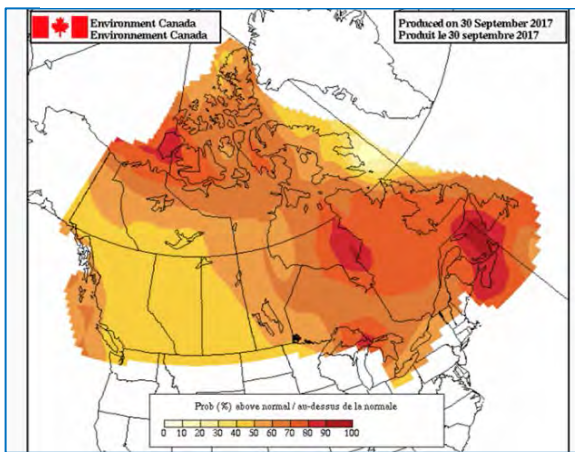 Environment Canada
Environnement Canada
Produced on 30 September 2017
Produit le 30 septembre 2017
Prob (%) above normal / au-dessus de la normale
0 10 20 30 40 50 60 70 80 90 100